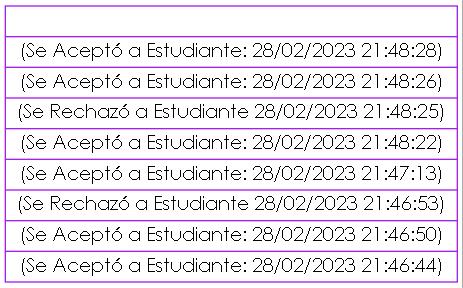 (Se Aceptó a Estudiante: 28/02/2023 21:48:28)
(Se Aceptó a Estudiante: 28/02/2023 21:48:26)
(Se Rechazó a Estudiante 28/02/2023 21:48:25)
(Se Aceptó a Estudiante: 28/02/2023 21:48:22)
(Se Aceptó a Estudiante: 28/02/2023 21:47:13)
(Se Rechazó a Estudiante 28/02/2023 21:46:53)
(Se Aceptó a Estudiante: 28/02/2023 21:46:50)
(Se Aceptó a Estudiante: 28/02/2023 21:46:44)